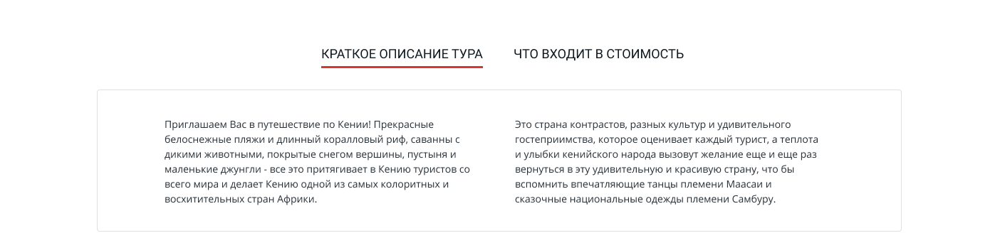 КРАТКОЕ ОПИСАНИЕ ТУРА
ЧТО ВХОДИТ В СТОИМОСТЬ
Приглашаем Вас в путешествие по Кении! Прекрасные
белоснежные пляжи и длинный коралловый риф, саванны с
дикими животными, покрытые снегом вершины, пустыня и
маленькие джунгли - все это притягивает в Кению туристов со
всего мира и делает Кению одной из самых колоритных и
восхитительных стран Африки.
Это страна контрастов, разных культур и удивительного
гостеприимства, которое оценивает каждый турист, а теплота
и улыбки кенийского народа вызовут желание еще и еще раз
вернуться в эту удивительную и красивую страну, что бы
вспомнить впечатляющие танцы племени Маасаи и
сказочные национальные одежды племени Самбуру.